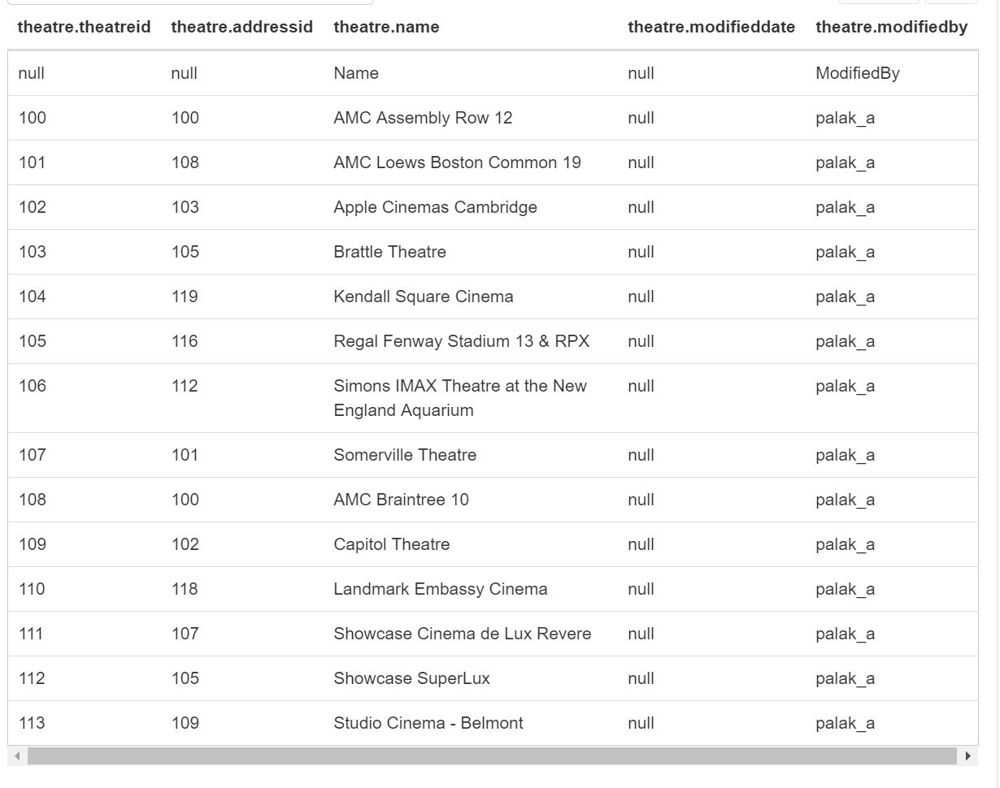 theatre.theatreid theatre.addressid theatre.name theatre.modifieddate theatre.modifiedby
null null Name null ModifiedBy
100 100 AMC Assembly Row 12 null palak_a
101 108 AMC Loews Boston Common 19 null palak_a
102 103 Apple Cinemas Cambridge null palak_a
103 105 Brattle Theatre null palak_a
104 119 Kendall Square Cinema null palak_a
105 116 Regal Fenway Stadium 13 & RPX null palak_a
106 112 Simons IMAX Theatre at the New null palak_a
England Aquarium
107 101 Somerville Theatre null palak_a
108 100 AMC Braintree 10 null palak_a
109 102 Capitol Theatre null palak_a
110 118 Landmark Embassy Cinema null palak_a
111 107 Showcase Cinema de Lux Revere null palak_a
112 105 Showcase SuperLux null palak_a
113 109 Studio Cinema - Belmont null palak_a